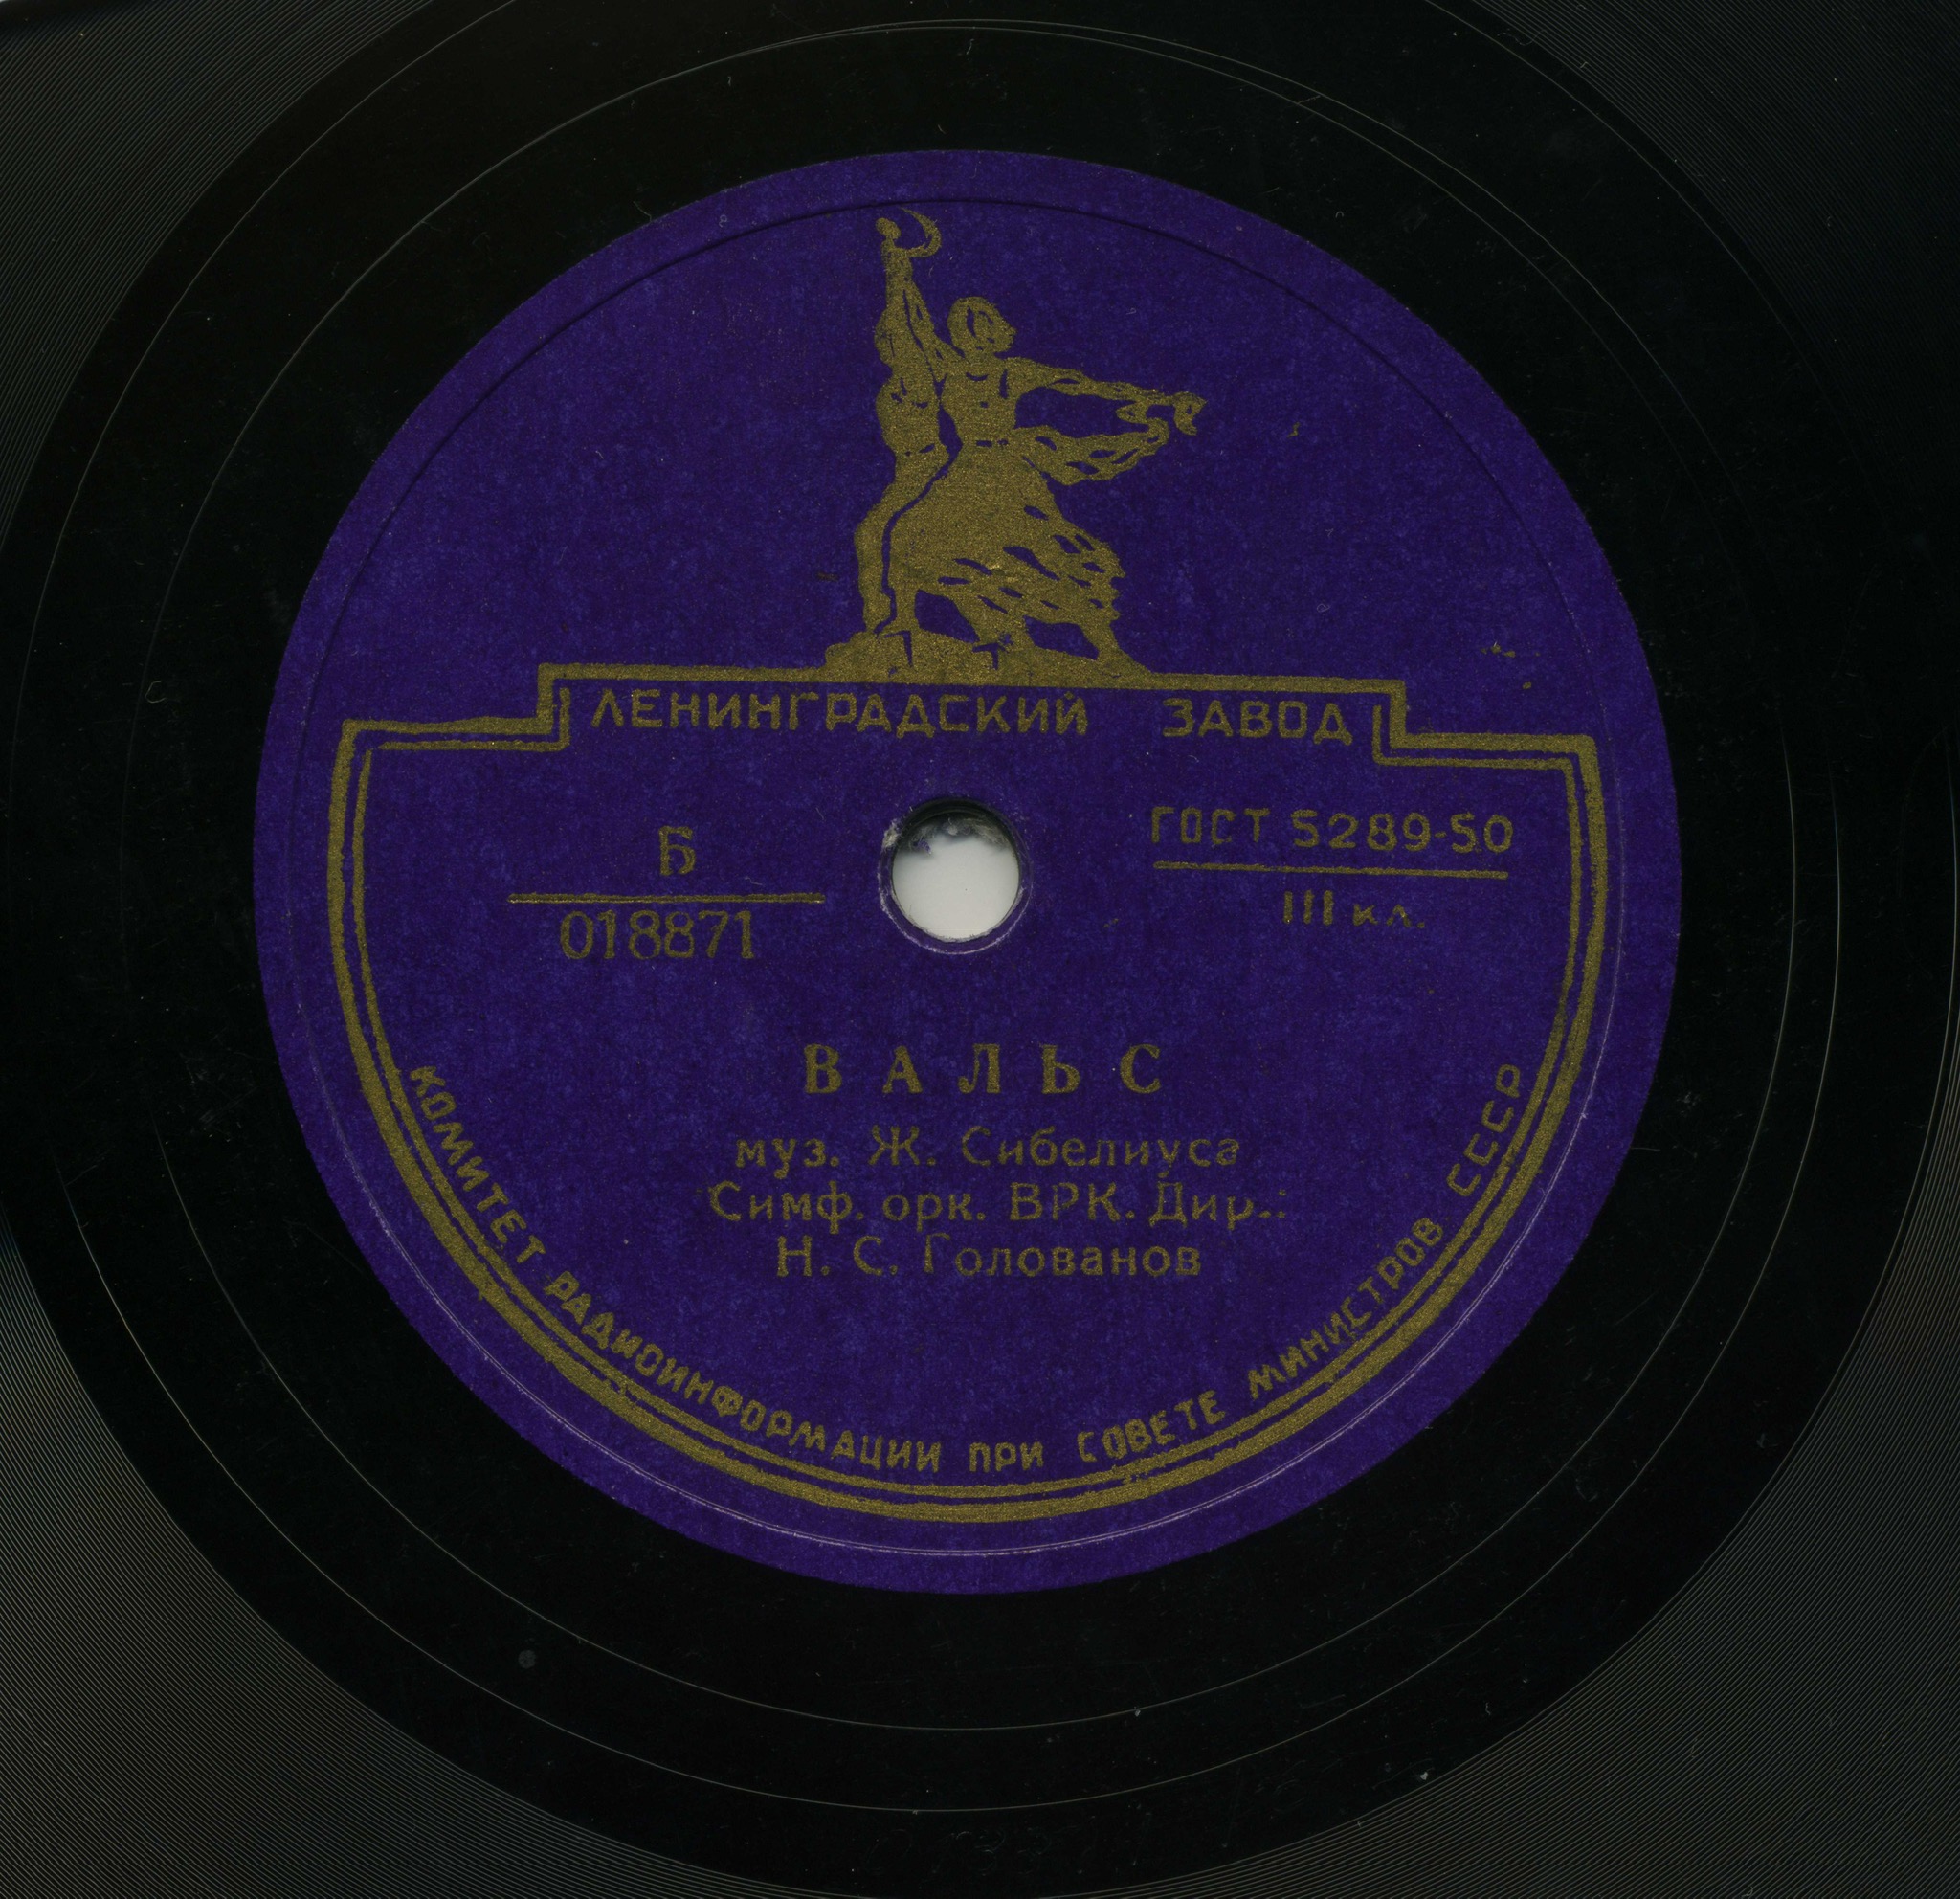 ЛЕНИНГРАДСКИЙ ЗАВОД
Б
018871
ГОСТ 5289-50
III кл.
ВАЛЬС
муз. Ж. Сибелиуса
Симф. орк. ВРК. Дир.:
Н. С. Голованов
КОМИТЕТ РАДИОИНФОРМАЦИИ ПРИ СОВЕТЕ МИНИСТРОВ СССР